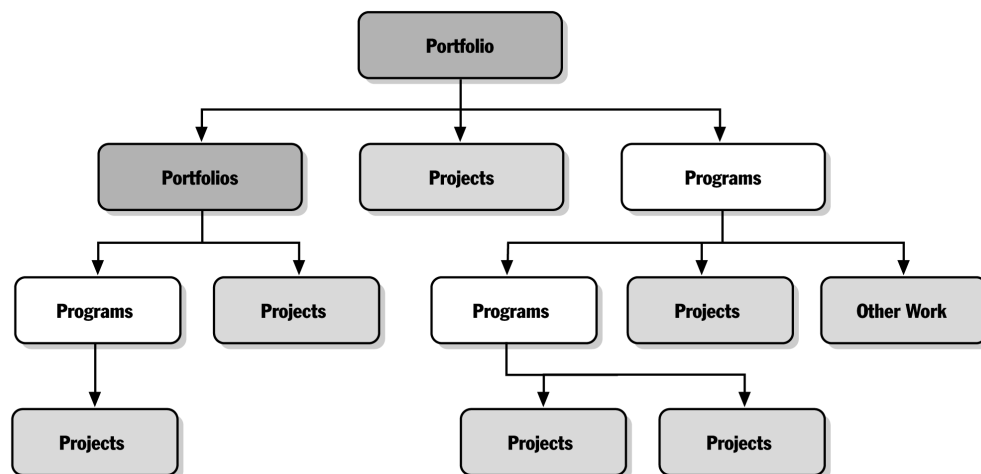 Portfolio
Portfolios
Projects
Programs
Programs
Projects
Programs
Projects
Other Work
Projects
Projects
Projects